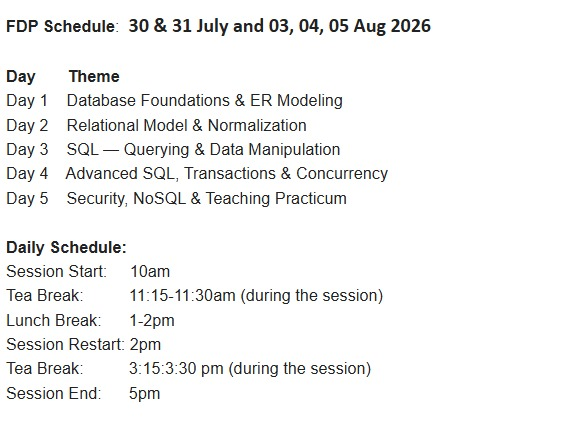 FDP Schedule: 30 & 31 July and 03, 04, 05 Aug 2026
Day Theme
Day 1 Database Foundations & ER Modeling
Day 2 Relational Model & Normalization
Day 3 SQL — Querying & Data Manipulation
Day 4 Advanced SQL, Transactions & Concurrency
Day 5 Security, NoSQL & Teaching Practicum
Daily Schedule:
Session Start: 10am
Tea Break: 11:15-11:30am (during the session)
Lunch Break: 1-2pm
Session Restart: 2pm
Tea Break: 3:15:3:30 pm (during the session)
Session End: 5pm